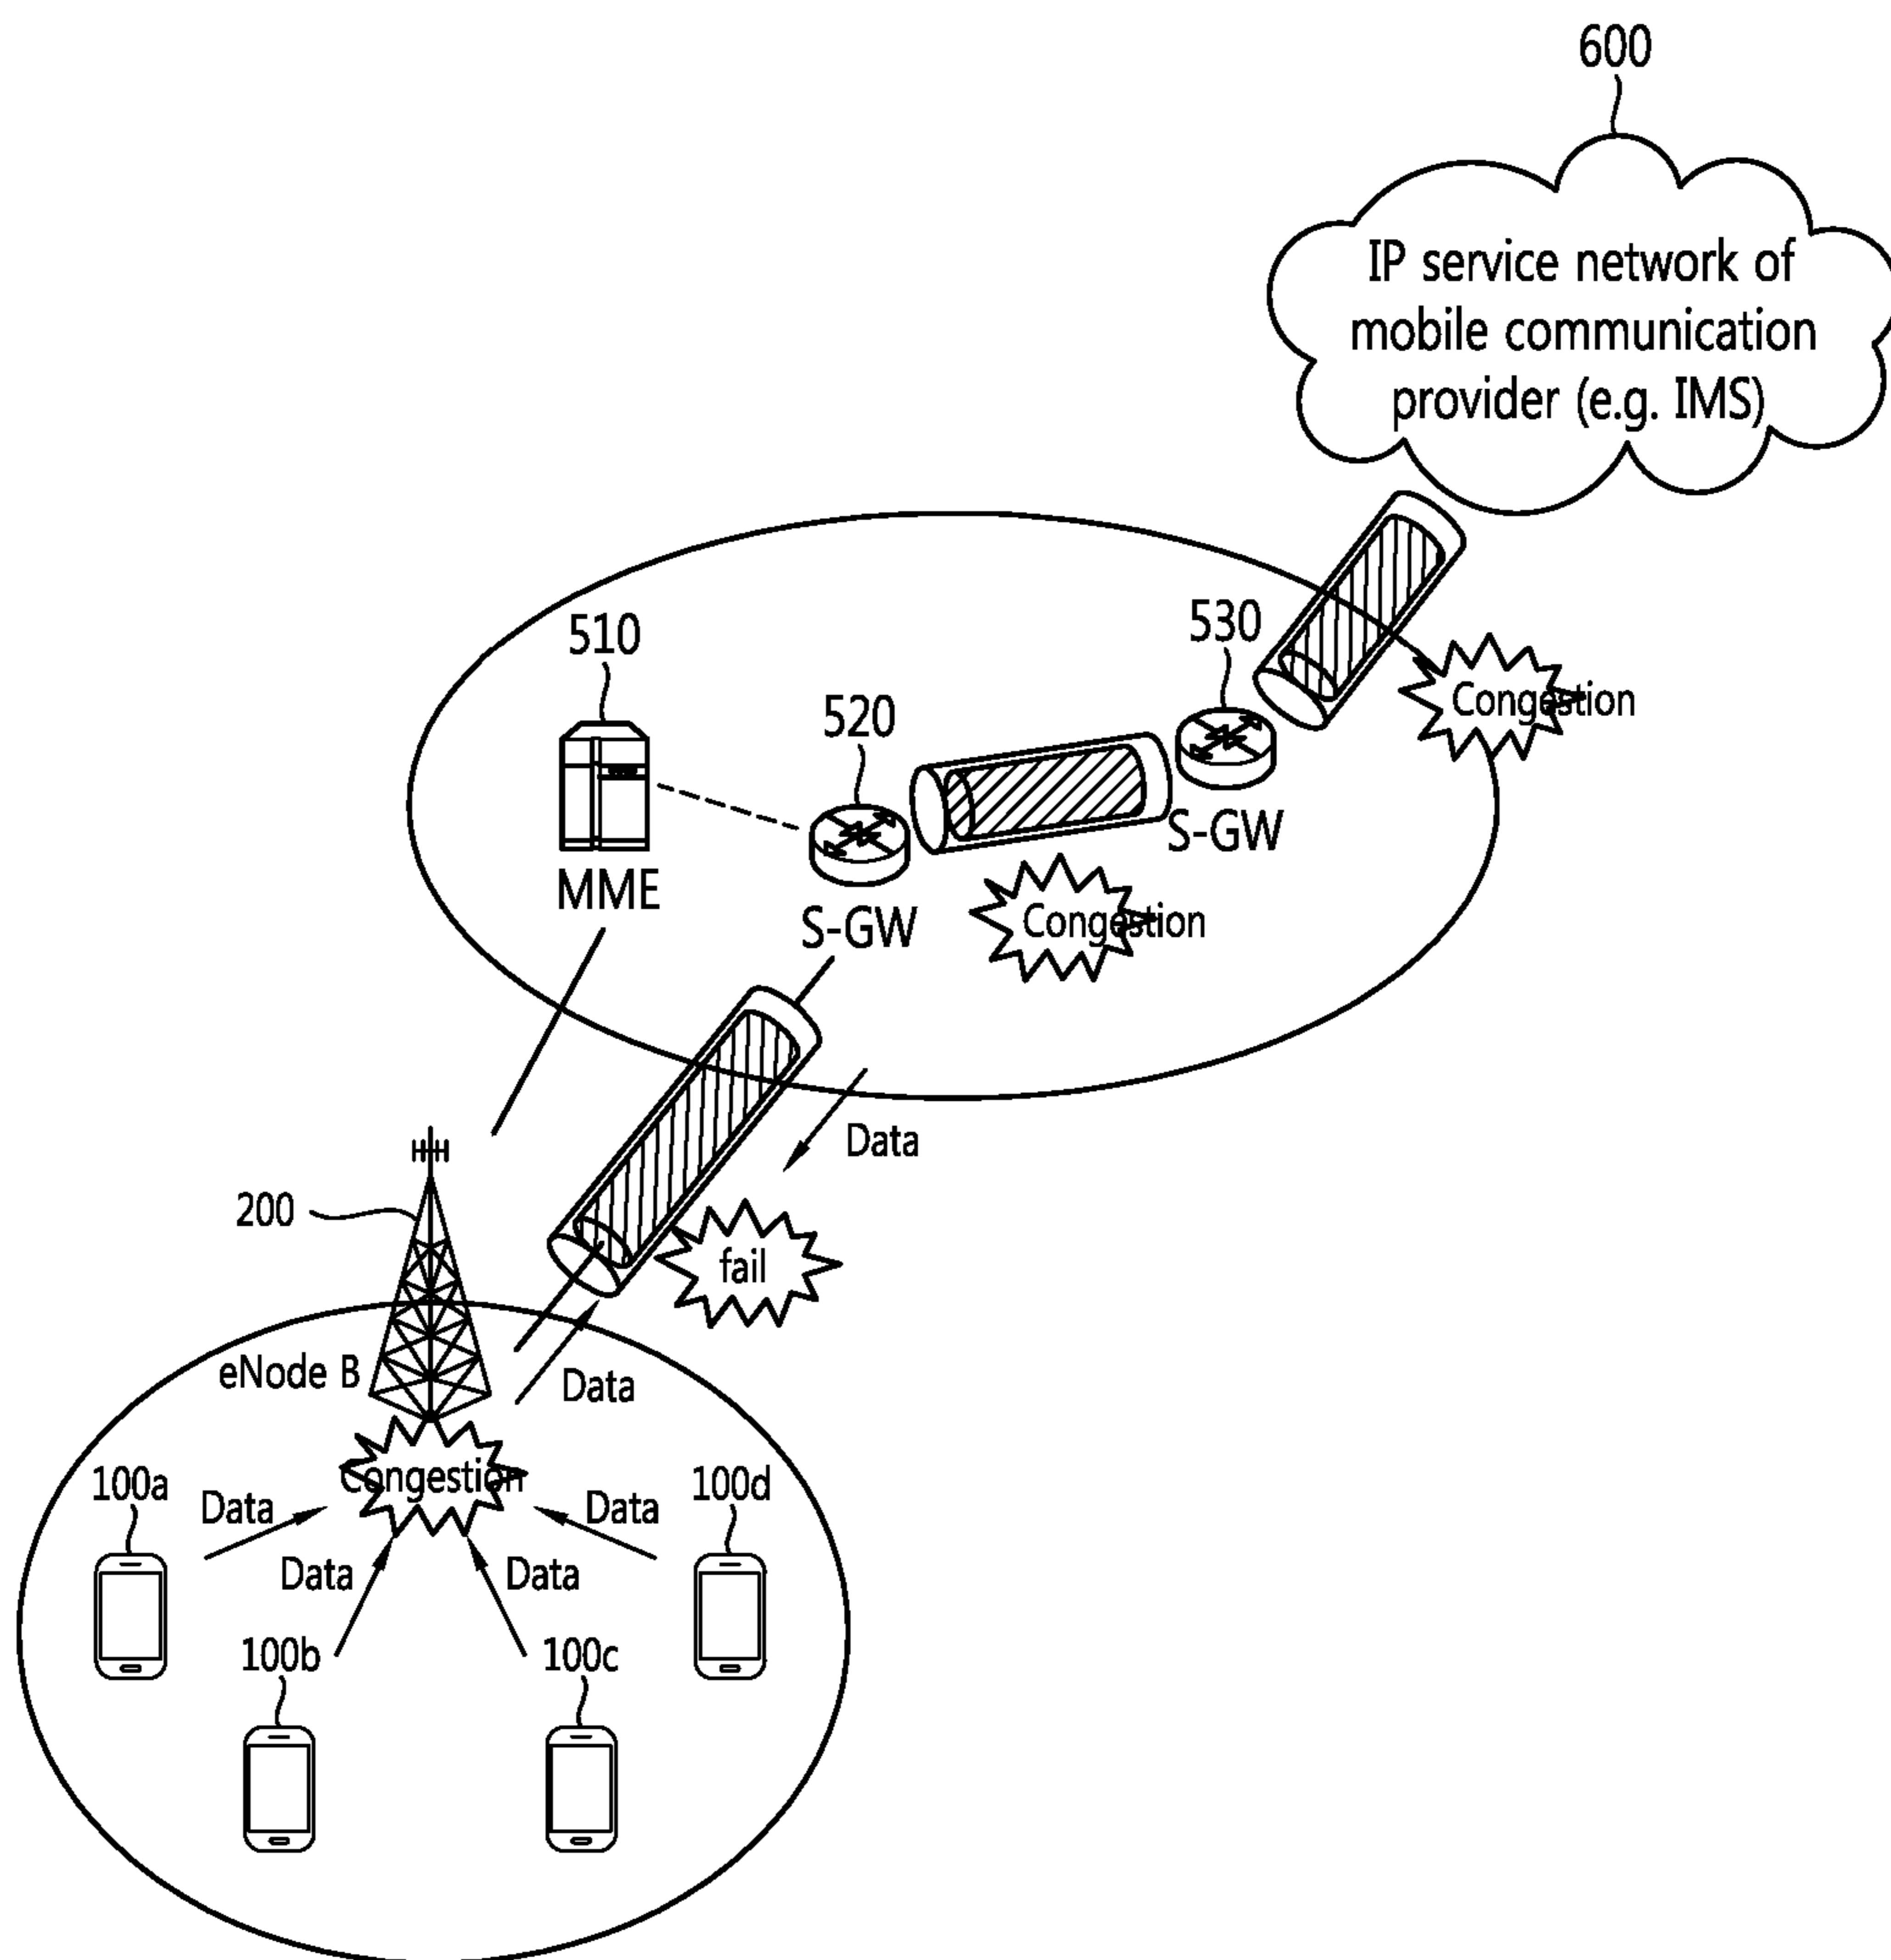 600
IP service network of
mobile communication
provider (e.g. IMS)
510
530
520
Congestion
S-GW
MME
S-GW
Congestion
Data
200
fail
eNode B
Data
Congestion
100a
Data
Data
100d
Data
Data
100b
100c